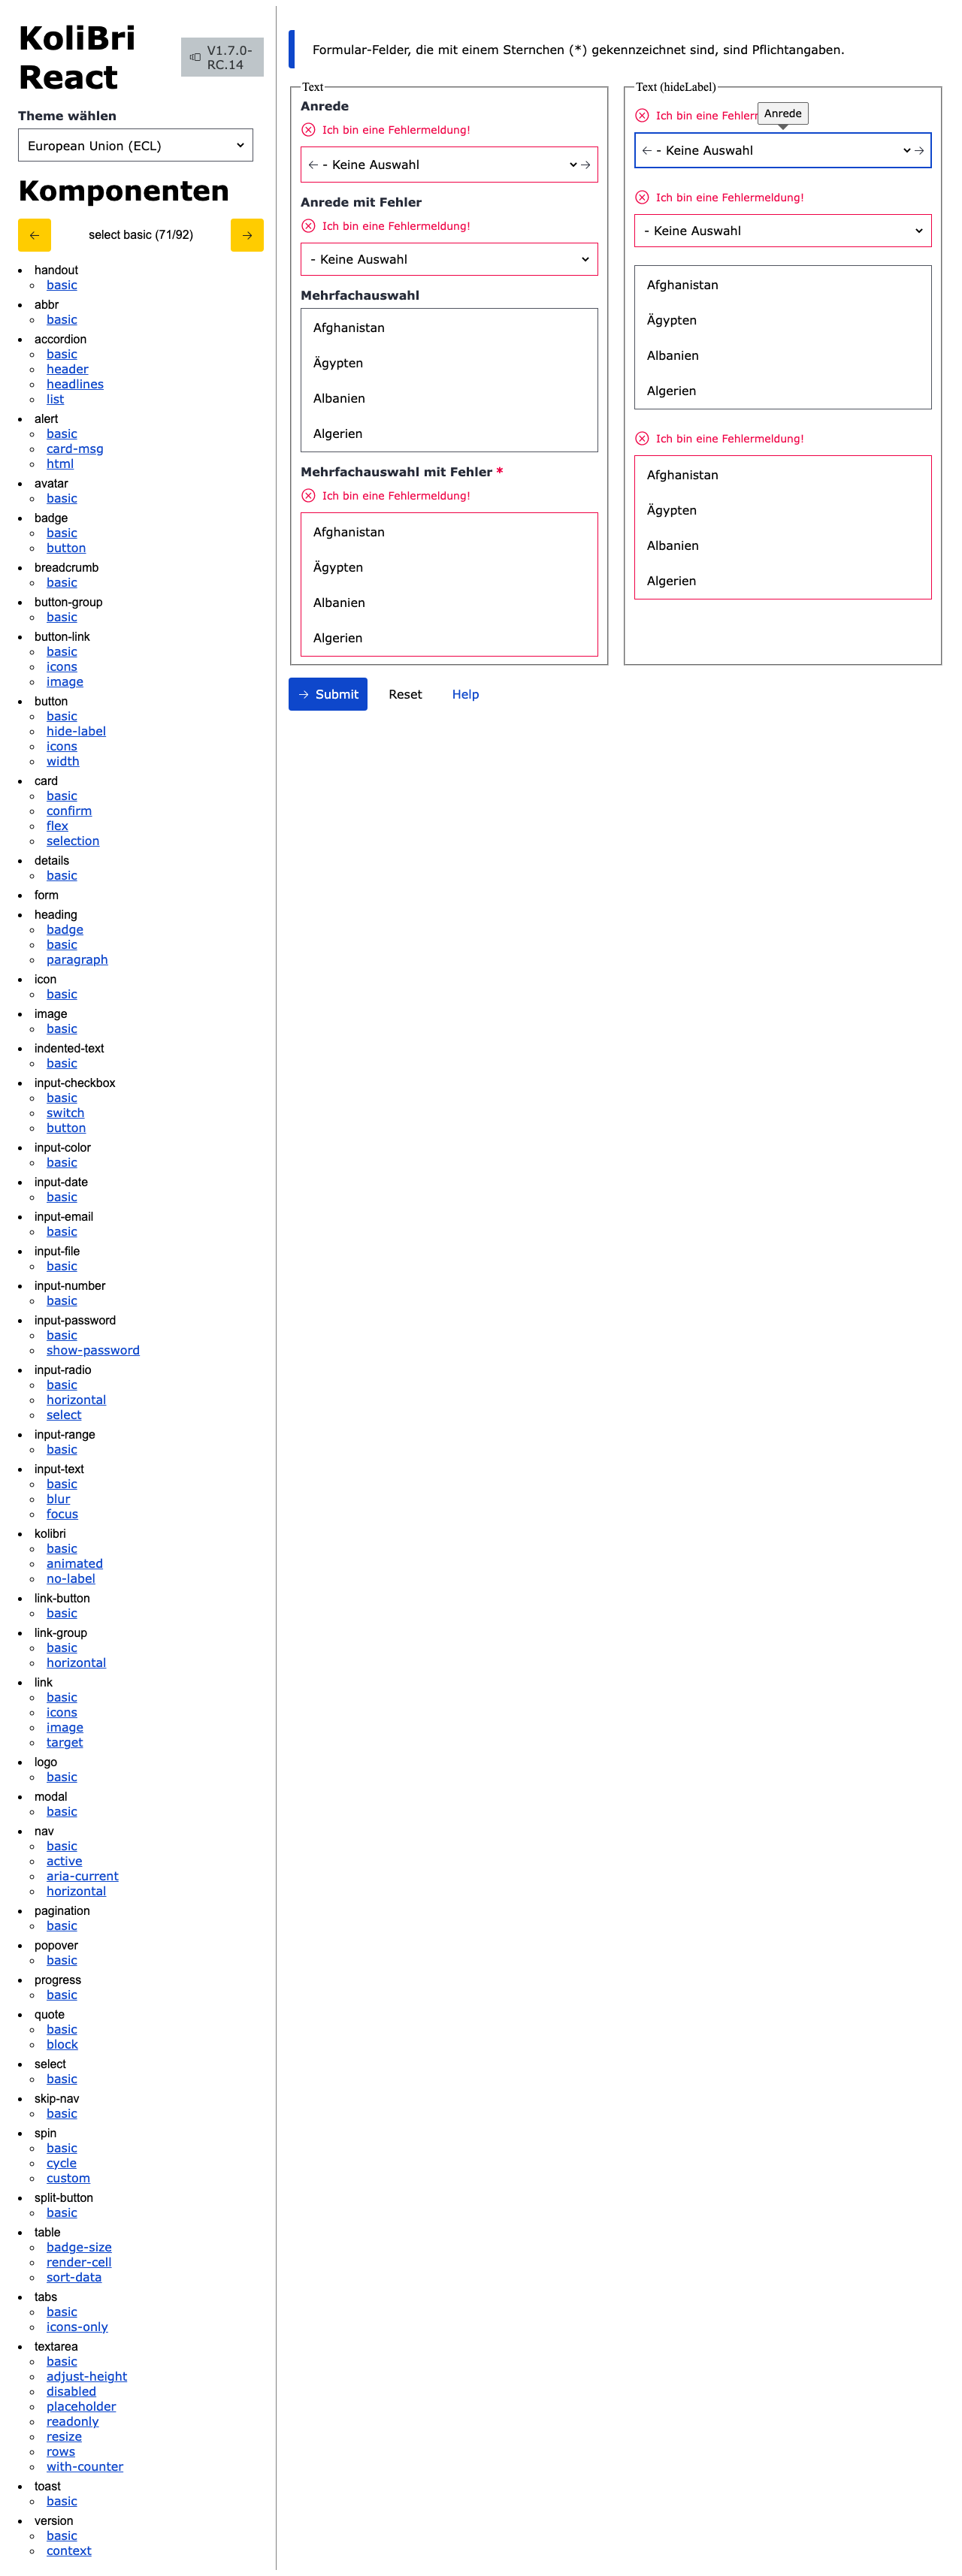 KoliBri
React
V1.7.0-
RC.14
Theme wählen
European Union (ECL)
Komponenten
select basic (71/92)
handout
basic
abbr
basic
accordion
basic
header
headlines
list
alert
basic
card-msg
html
avatar
basic
badge
basic
button
breadcrumb
basic
button-group
basic
button-link
basic
icons
image
button
basic
hide-label
icons
width
card
basic
confirm
flex
selection
details
basic
form
heading
badge
basic
paragraph
icon
basic
image
basic
indented-text
basic
input-checkbox
basic
switch
button
input-color
basic
input-date
basic
input-email
basic
input-file
basic
input-number
basic
input-password
basic
show-password
input-radio
basic
horizontal
select
input-range
basic
input-text
basic
blur
focus
kolibri
basic
animated
no-label
link-button
basic
link-group
basic
horizontal
link
basic
icons
image
target
logo
basic
modal
basic
nav
basic
active
aria-current
horizontal
pagination
basic
popover
basic
progress
basic
quote
basic
block
select
basic
skip-nav
basic
spin
basic
cycle
custom
split-button
basic
table
badge-size
render-cell
sort-data
tabs
basic
icons-only
textarea
basic
adjust-height
disabled
placeholder
readonly
resize
rows
with-counter
toast
basic
version
basic
context
Formular-Felder, die mit einem Sternchen (*) gekennzeichnet sind, sind Pflichtangaben.
Text
Anrede
Ich bin eine Fehlermeldung!
- Keine Auswahl
Anrede mit Fehler
Ich bin eine Fehlermeldung!
- Keine Auswahl
Mehrfachauswahl
Afghanistan
Ägypten
Albanien
Algerien
Mehrfachauswahl mit Fehler *
Ich bin eine Fehlermeldung!
Afghanistan
Ägypten
Albanien
Algerien
Text (hideLabel)
Ich bin eine Fehler
Anrede
- Keine Auswahl
Ich bin eine Fehlermeldung!
- Keine Auswahl
Afghanistan
Ägypten
Albanien
Algerien
Ich bin eine Fehlermeldung!
Afghanistan
Ägypten
Albanien
Algerien
Submit
Reset
Help